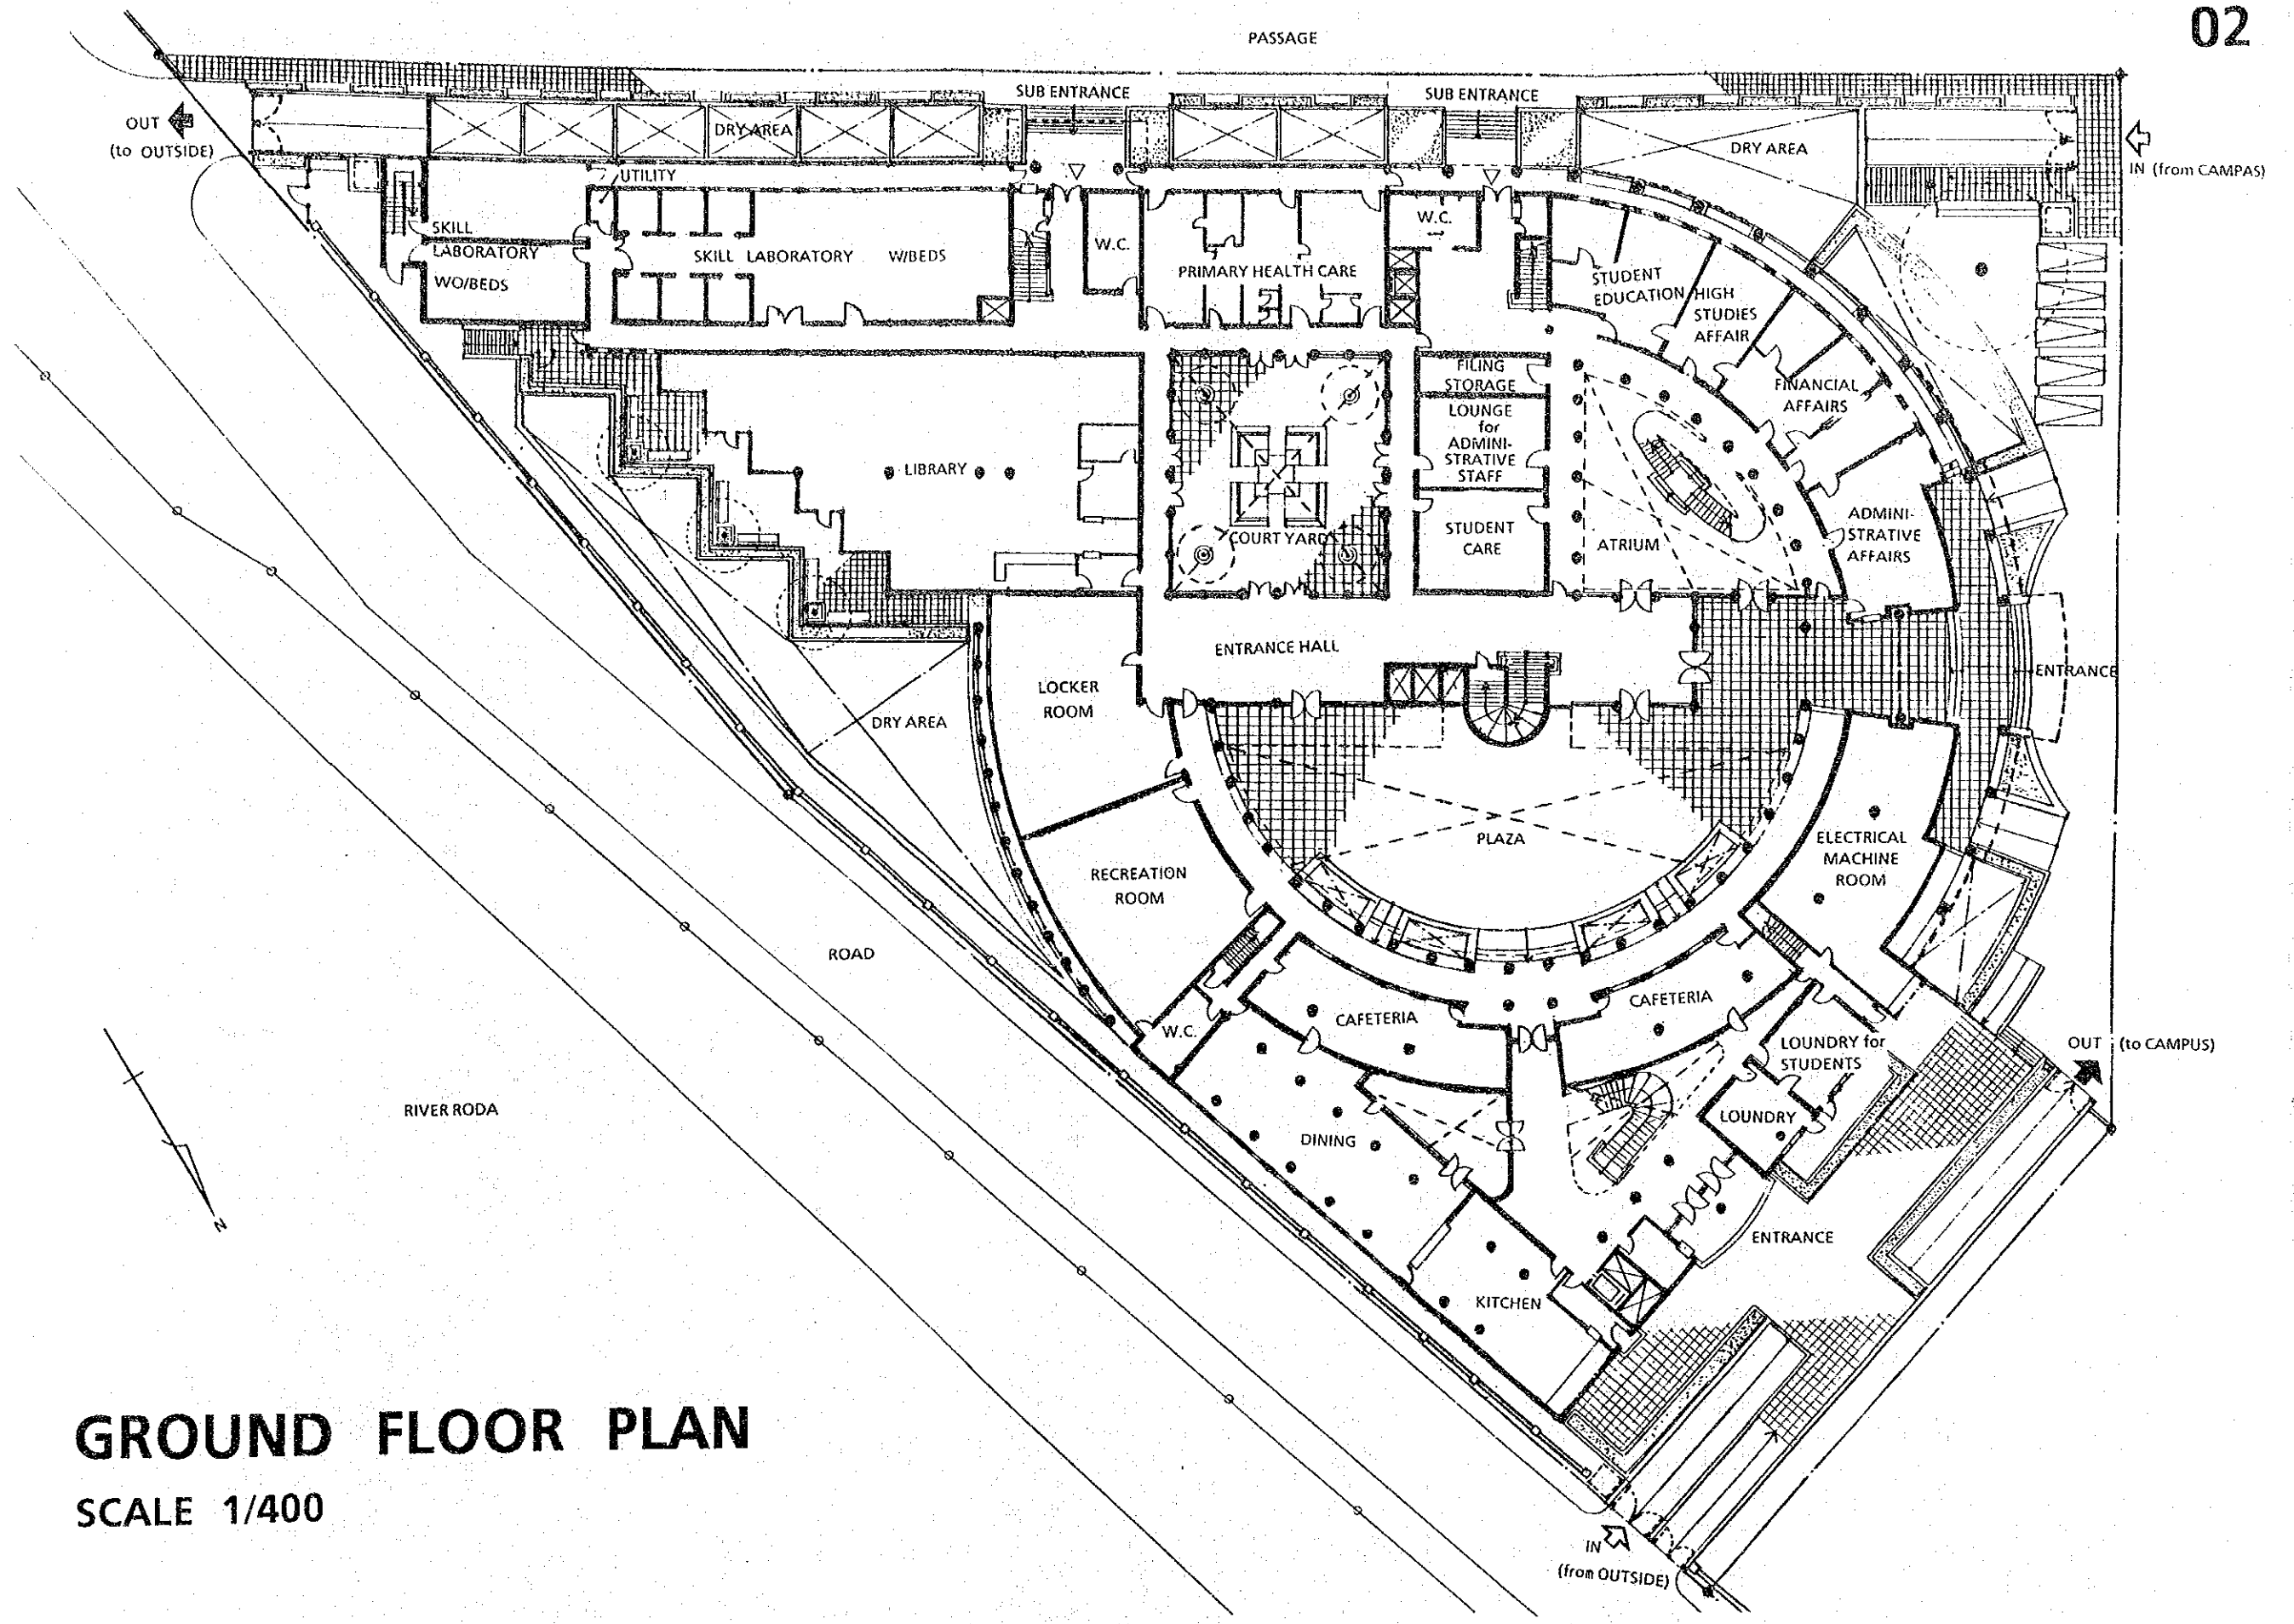 02
PASSAGE
SUB ENTRANCE
SUB ENTRANCE
OUT
(to OUTSIDE)
DRY AREA
DRY AREA
IN (from CAMPAS)
UTILITY
SKILL
LABORATORY
WO/BEDS
SKILL LABORATORY W/BEDS
W.C.
PRIMARY HEALTH CARE
W.C.
STUDENT
EDUCATION
HIGH
STUDIES
AFFAIR
FINANCIAL
AFFAIRS
FILING
STORAGE
LOUNGE
for
ADMINI-
STRATIVE
STAFF
LIBRARY
COURT YARD
STUDENT
CARE
ATRIUM
ADMINI-
STRATIVE
AFFAIRS
ENTRANCE HALL
ENTRANCE
LOCKER
ROOM
DRY AREA
PLAZA
ELECTRICAL
MACHINE
ROOM
RECREATION
ROOM
ROAD
CAFETERIA
CAFETERIA
W.C.
LOUNDRY for
STUDENTS
OUT (to CAMPUS)
RIVER RODA
DINING
LOUNDRY
N
ENTRANCE
KITCHEN
GROUND FLOOR PLAN
SCALE 1/400
IN
(from OUTSIDE)